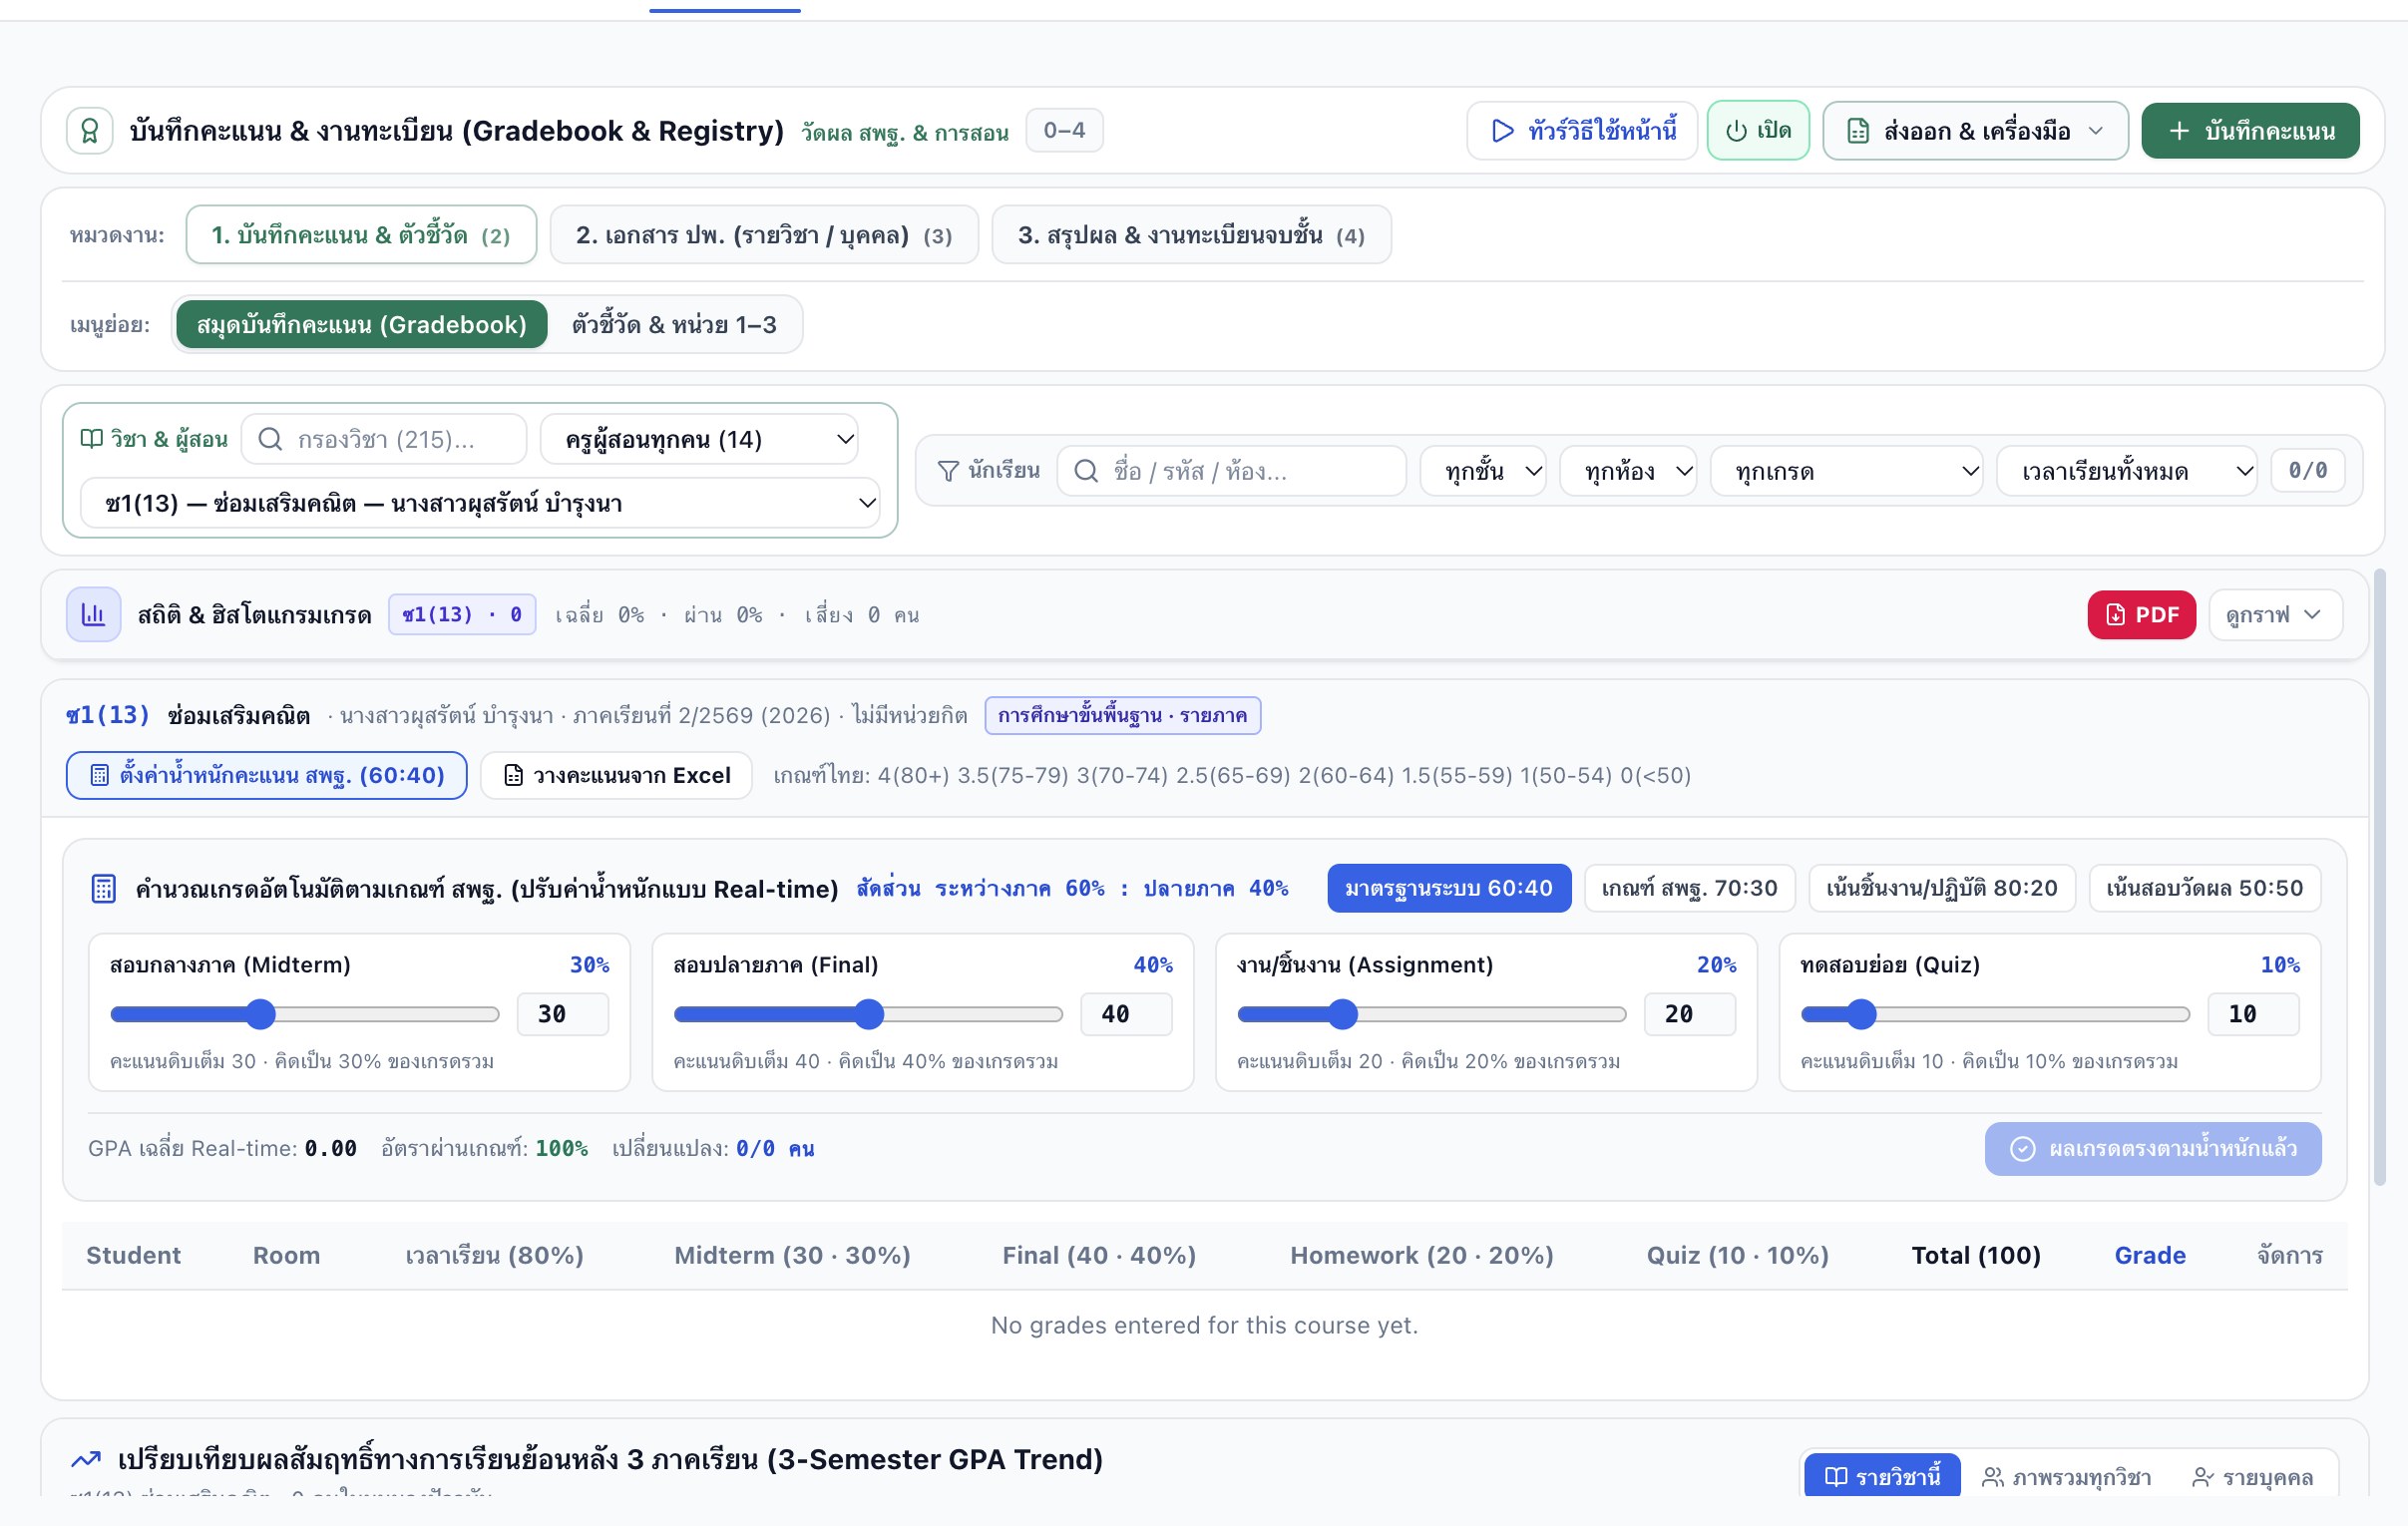 บันทึกคะแนน & งานทะเบียน (Gradebook & Registry) วัดผล สพฐ. & การสอน 0–4 ทัวร์วิธีใช้หน้านี้ เปิด ส่งออก & เครื่องมือ + บันทึกคะแนน
หมวดงาน: 1. บันทึกคะแนน & ตัวชี้วัด (2) 2. เอกสาร ปพ. (รายวิชา / บุคคล) (3) 3. สรุปผล & งานทะเบียนจบชั้น (4)
เมนูย่อย: สมุดบันทึกคะแนน (Gradebook) ตัวชี้วัด & หน่วย 1–3
วิชา & ผู้สอน กรองวิชา (215)... ครูผู้สอนทุกคน (14)
ซ1(13) — ซ่อมเสริมคณิต — นางสาวผุสรัตน์ บำรุงนา
นักเรียน ชื่อ / รหัส / ห้อง... ทุกชั้น ทุกห้อง ทุกเกรด เวลาเรียนทั้งหมด 0/0
สถิติ & ฮิสโตแกรมเกรด ซ1(13) · 0 เฉลี่ย 0% · ผ่าน 0% · เสี่ยง 0 คน PDF ดูกราฟ
ซ1(13) ซ่อมเสริมคณิต · นางสาวผุสรัตน์ บำรุงนา · ภาคเรียนที่ 2/2569 (2026) · ไม่มีหน่วยกิต การศึกษาขั้นพื้นฐาน · รายภาค
ตั้งค่าน้ำหนักคะแนน สพฐ. (60:40) วางคะแนนจาก Excel เกณฑ์ไทย: 4(80+) 3.5(75-79) 3(70-74) 2.5(65-69) 2(60-64) 1.5(55-59) 1(50-54) 0(<50)
คำนวณเกรดอัตโนมัติตามเกณฑ์ สพฐ. (ปรับค่าน้ำหนักแบบ Real-time) สัดส่วน ระหว่างภาค 60% : ปลายภาค 40% มาตรฐานระบบ 60:40 เกณฑ์ สพฐ. 70:30 เน้นชิ้นงาน/ปฏิบัติ 80:20 เน้นสอบวัดผล 50:50
สอบกลางภาค (Midterm) 30% สอบปลายภาค (Final) 40% งาน/ชิ้นงาน (Assignment) 20% ทดสอบย่อย (Quiz) 10%
30 40 20 10
คะแนนดิบเต็ม 30 · คิดเป็น 30% ของเกรดรวม คะแนนดิบเต็ม 40 · คิดเป็น 40% ของเกรดรวม คะแนนดิบเต็ม 20 · คิดเป็น 20% ของเกรดรวม คะแนนดิบเต็ม 10 · คิดเป็น 10% ของเกรดรวม
GPA เฉลี่ย Real-time: 0.00 อัตราผ่านเกณฑ์: 100% เปลี่ยนแปลง: 0/0 คน ผลเกรดตรงตามน้ำหนักแล้ว
Student Room เวลาเรียน (80%) Midterm (30 · 30%) Final (40 · 40%) Homework (20 · 20%) Quiz (10 · 10%) Total (100) Grade จัดการ
No grades entered for this course yet.
เปรียบเทียบผลสัมฤทธิ์ทางการเรียนย้อนหลัง 3 ภาคเรียน (3-Semester GPA Trend)
รายวิชานี้ ภาพรวมทุกวิชา รายบุคคล